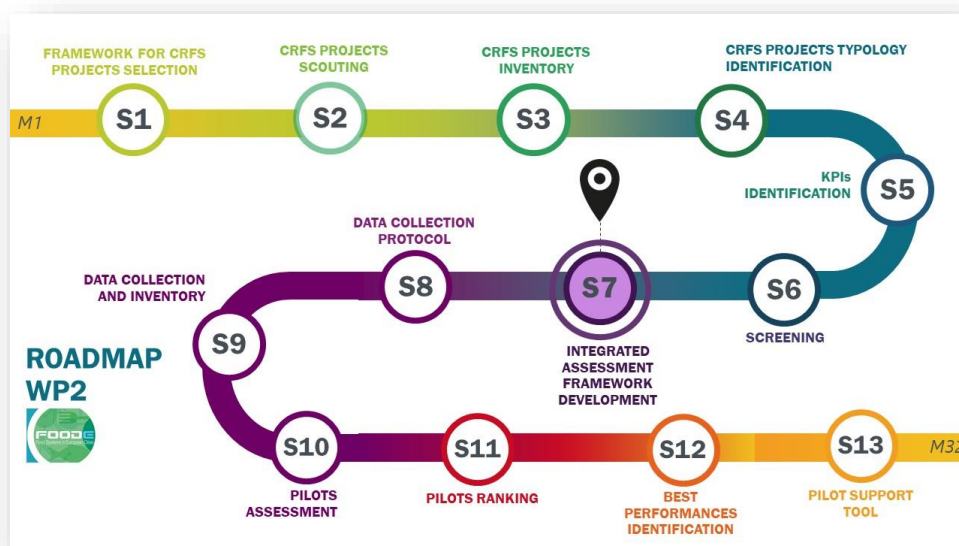 FRAMEWORK FOR CRFS
PROJECTS SELECTION
CRFS PROJECTS
SCOUTING
CRFS PROJECTS
INVENTORY
CRFS PROJECTS TYPOLOGY
IDENTIFICATION
M1
S1
S2
S3
S4
KPIs
IDENTIFICATION
S5
DATA COLLECTION
PROTOCOL
S8
S7
S6
SCREENING
INTEGRATED
ASSESSMENT
FRAMEWORK
DEVELOPMENT
DATA COLLECTION
AND INVENTORY
S9
ROADMAP
WP2
FOODE
S10
S11
S12
S13
M32
PILOTS
ASSESSMENT
PILOTS RANKING
BEST
PERFORMANCES
IDENTIFICATION
PILOT SUPPORT
TOOL